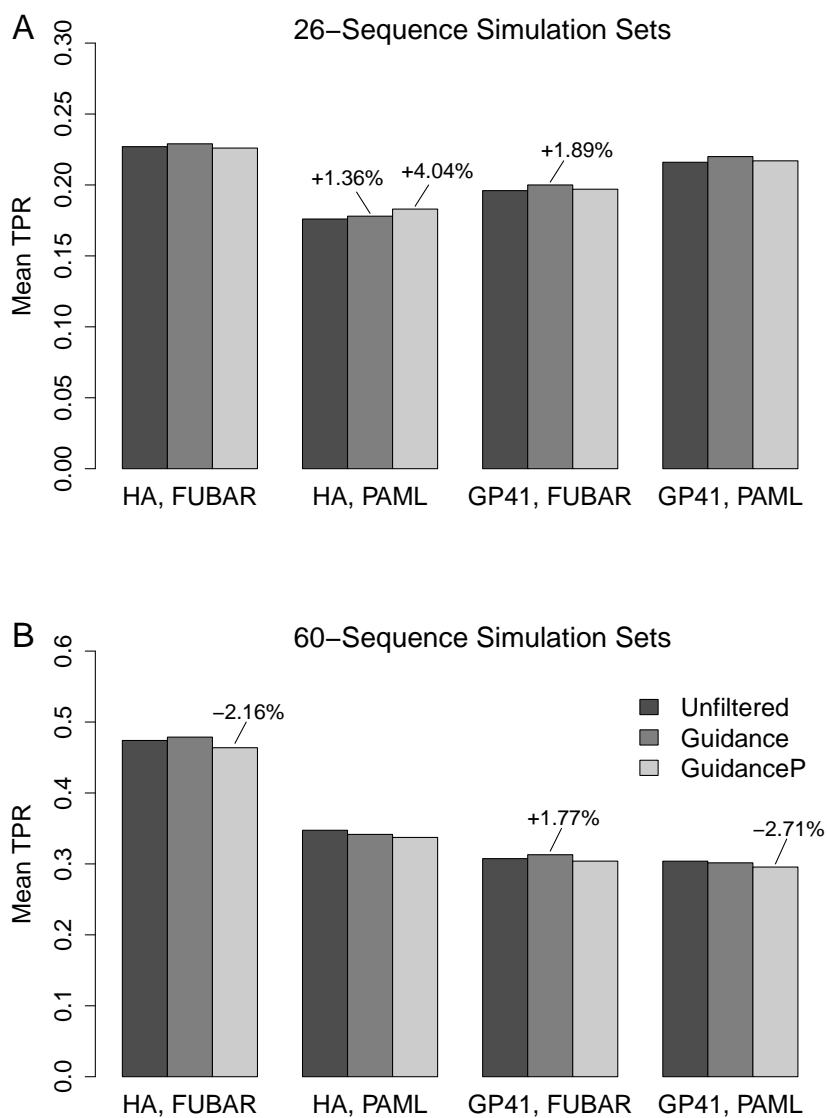 A
26−Sequence Simulation Sets
Mean TPR
0.30
0.25
0.20
0.15
0.10
0.05
0.00
+1.36%
+4.04%
+1.89%
HA, FUBAR
HA, PAML
GP41, FUBAR
GP41, PAML
B
60−Sequence Simulation Sets
Mean TPR
0.6
0.5
0.4
0.3
0.2
0.1
0.0
−2.16%
+1.77%
−2.71%
Unfiltered
Guidance
GuidanceP
HA, FUBAR
HA, PAML
GP41, FUBAR
GP41, PAML